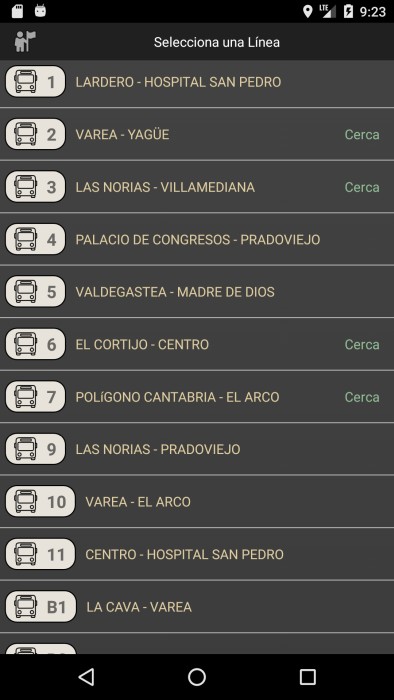 LTE 9:23
Selecciona una Línea
1 LARDERO - HOSPITAL SAN PEDRO
2 VAREA - YAGÜE Cerca
3 LAS NORIAS - VILLAMEDIANA Cerca
4 PALACIO DE CONGRESOS - PRADOVIEJO
5 VALDEGASTEA - MADRE DE DIOS
6 EL CORTIJO - CENTRO Cerca
7 POLíGONO CANTABRIA - EL ARCO Cerca
9 LAS NORIAS - PRADOVIEJO
10 VAREA - EL ARCO
11 CENTRO - HOSPITAL SAN PEDRO
B1 LA CAVA - VAREA